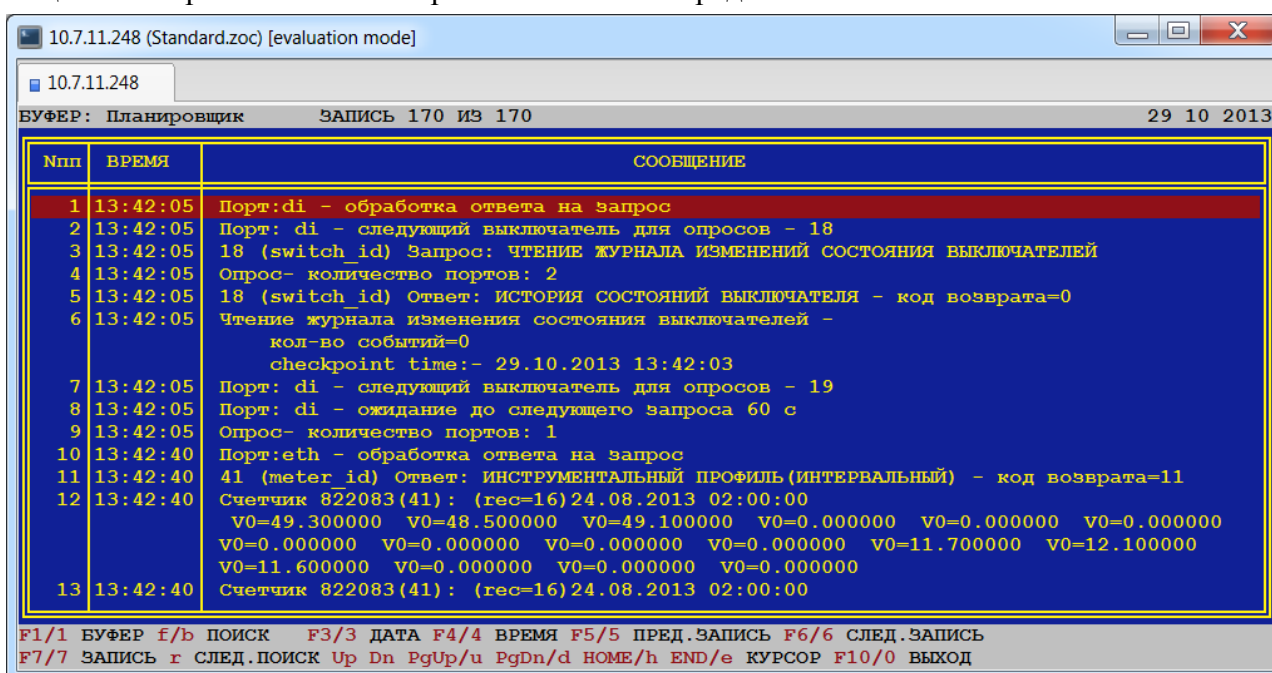 10.7.11.248 (Standard.zoc) [evaluation mode]
10.7.11.248
БУФЕР: Планировщик ЗАПИСЬ 170 ИЗ 170 29 10 2013
Nпп ВРЕМЯ СООБЩЕНИЕ
1 13:42:05 Порт:di - обработка ответа на запрос
2 13:42:05 Порт: di - следующий выключатель для опросов - 18
3 13:42:05 18 (switch_id) Запрос: ЧТЕНИЕ ЖУРНАЛА ИЗМЕНЕНИЙ СОСТОЯНИЯ ВЫКЛЮЧАТЕЛЕЙ
4 13:42:05 Опрос- количество портов: 2
5 13:42:05 18 (switch_id) Ответ: ИСТОРИЯ СОСТОЯНИЙ ВЫКЛЮЧАТЕЛЯ - код возврата=0
6 13:42:05 Чтение журнала изменения состояния выключателей -
кол-во событий=0
checkpoint time:- 29.10.2013 13:42:03
7 13:42:05 Порт: di - следующий выключатель для опросов - 19
8 13:42:05 Порт: di - ожидание до следующего запроса 60 с
9 13:42:05 Опрос- количество портов: 1
10 13:42:40 Порт:eth - обработка ответа на запрос
11 13:42:40 41 (meter_id) Ответ: ИНСТРУМЕНТАЛЬНЫЙ ПРОФИЛЬ(ИНТЕРВАЛЬНЫЙ) - код возврата=11
12 13:42:40 Счетчик 822083(41): (rec=16)24.08.2013 02:00:00
V0=49.300000 V0=48.500000 V0=49.100000 V0=0.000000 V0=0.000000 V0=0.000000
V0=0.000000 V0=0.000000 V0=0.000000 V0=0.000000 V0=11.700000 V0=12.100000
V0=11.600000 V0=0.000000 V0=0.000000 V0=0.000000
13 13:42:40 Счетчик 822083(41): (rec=16)24.08.2013 02:00:00
F1/1 БУФЕР f/b ПОИСК F3/3 ДАТА F4/4 ВРЕМЯ F5/5 ПРЕД.ЗАПИСЬ F6/6 СЛЕД.ЗАПИСЬ
F7/7 ЗАПИСЬ r СЛЕД.ПОИСК Up Dn PgUp/u PgDn/d HOME/h END/e КУРСОР F10/0 ВЫХОД